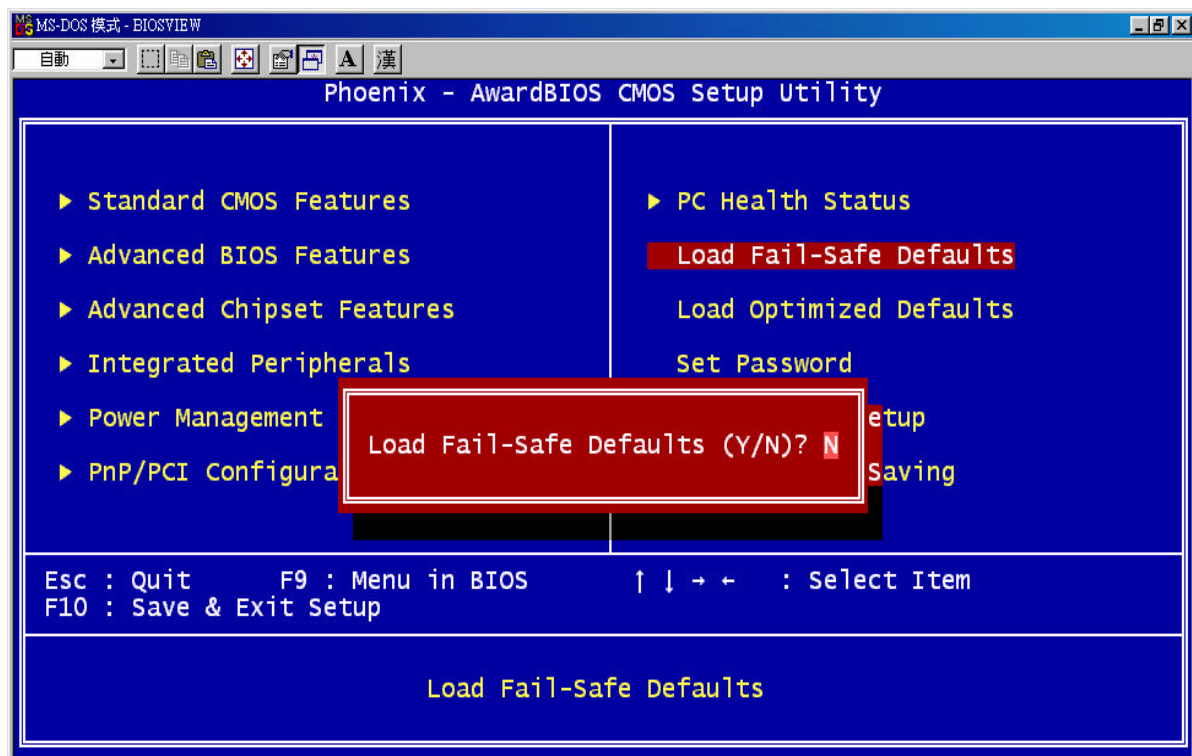 MS-DOS 模式 - BIOSVIEW
自動 A 漢
Phoenix - AwardBIOS CMOS Setup Utility
▶ Standard CMOS Features
▶ Advanced BIOS Features
▶ Advanced Chipset Features
▶ Integrated Peripherals
▶ Power Management
▶ PnP/PCI Configura
▶ PC Health Status
Load Fail-Safe Defaults
Load Optimized Defaults
Set Password
etup
Saving
Load Fail-Safe Defaults (Y/N)? N
Esc : Quit F9 : Menu in BIOS ↑ ↓ → ← : Select Item
F10 : Save & Exit Setup
Load Fail-Safe Defaults